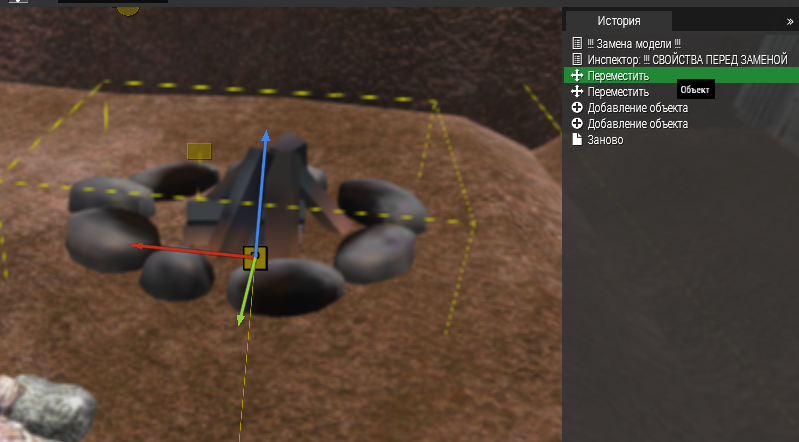 История
»
!!! Замена модели !!!
Инспектор: !!! СВОЙСТВА ПЕРЕД ЗАМЕНОЙ
Переместить
Переместить
Объект
Добавление объекта
Добавление объекта
Заново